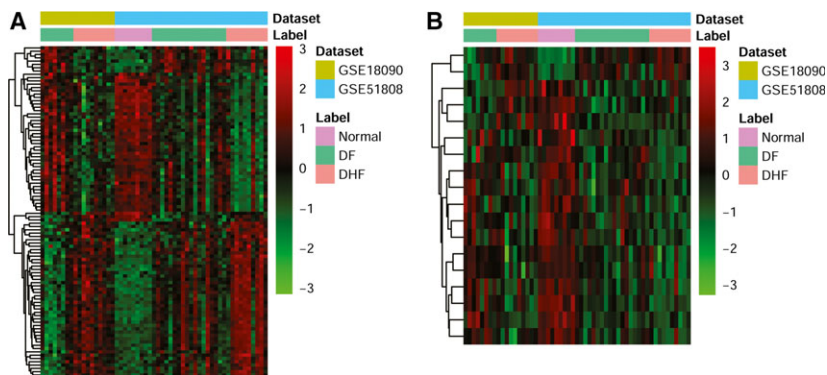 A
Dataset
Label
3
2
1
0
−1
−2
−3
Dataset
GSE18090
GSE51808
Label
Normal
DF
DHF
B
Dataset
Label
3
2
1
0
−1
−2
−3
Dataset
GSE18090
GSE51808
Label
Normal
DF
DHF